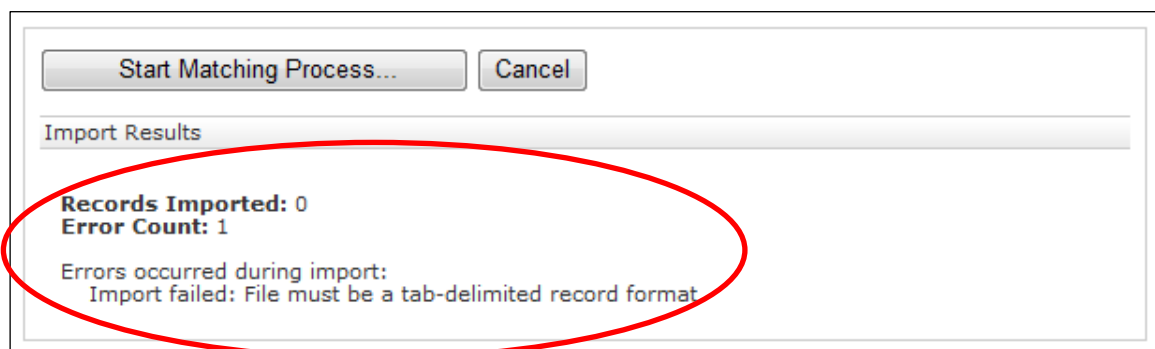 Start Matching Process... Cancel
Import Results
Records Imported: 0
Error Count: 1
Errors occurred during import:
Import failed: File must be a tab-delimited record format